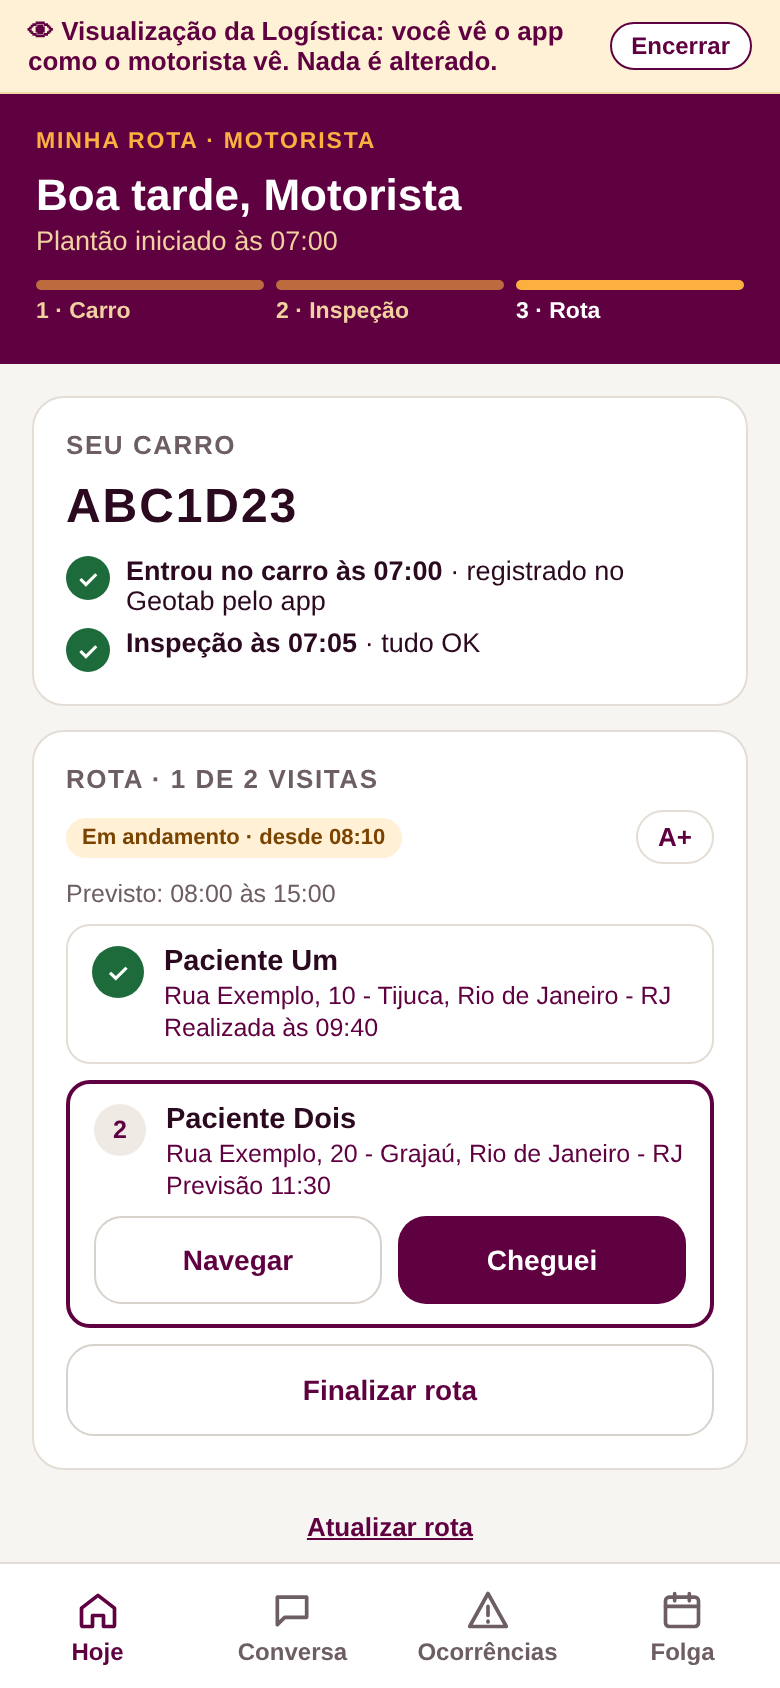 Visualização da Logística: você vê o app
como o motorista vê. Nada é alterado.
Encerrar
MINHA ROTA · MOTORISTA
Boa tarde, Motorista
Plantão iniciado às 07:00
1 · Carro
2 · Inspeção
3 · Rota
SEU CARRO
ABC1D23
Entrou no carro às 07:00 · registrado no
Geotab pelo app
Inspeção às 07:05 · tudo OK
ROTA · 1 DE 2 VISITAS
Em andamento · desde 08:10
A+
Previsto: 08:00 às 15:00
Paciente Um
Rua Exemplo, 10 - Tijuca, Rio de Janeiro - RJ
Realizada às 09:40
2
Paciente Dois
Rua Exemplo, 20 - Grajaú, Rio de Janeiro - RJ
Previsão 11:30
Navegar
Cheguei
Finalizar rota
Atualizar rota
Hoje
Conversa
Ocorrências
Folga